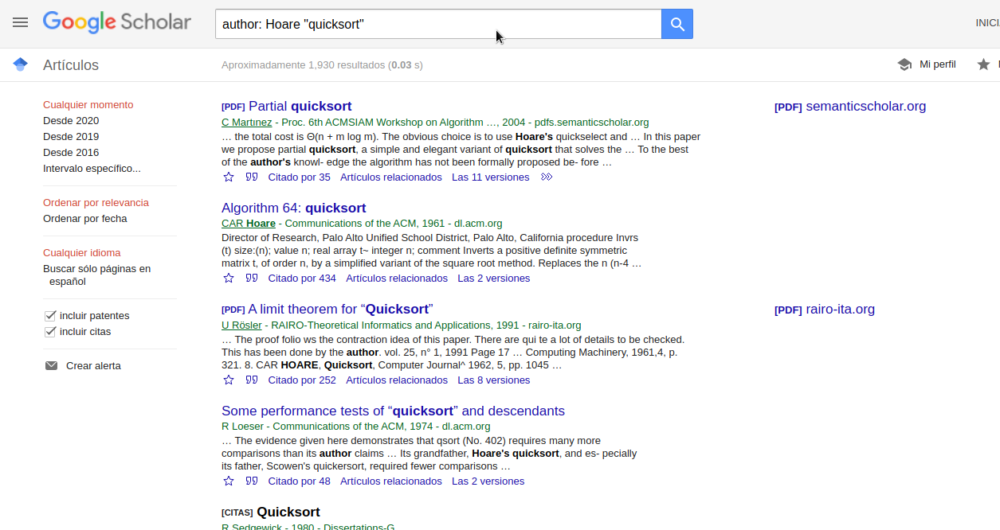 Google Scholar
author: Hoare "quicksort"
Artículos
Aproximadamente 1,930 resultados (0.03 s)
Mi perfil
Cualquier momento
Desde 2020
Desde 2019
Desde 2016
Intervalo específico...
Ordenar por relevancia
Ordenar por fecha
Cualquier idioma
Buscar sólo páginas en
español
incluir patentes
incluir citas
Crear alerta
[PDF] Partial quicksort
[PDF] semanticscholar.org
C Martınez - Proc. 6th ACMSIAM Workshop on Algorithm …, 2004 - pdfs.semanticscholar.org
… the total cost is Θ(n + m log m). The obvious choice is to use Hoare's quickselect and … In this paper
we propose partial quicksort, a simple and elegant variant of quicksort that solves the … To the best
of the author's knowl- edge the algorithm has not been formally proposed be- fore …
Citado por 35 Artículos relacionados Las 11 versiones
Algorithm 64: quicksort
CAR Hoare - Communications of the ACM, 1961 - dl.acm.org
Director of Research, Palo Alto Unified School District, Palo Alto, California procedure Invrs
(t) size:(n); value n; real array t~ integer n; comment Inverts a positive definite symmetric
matrix t, of order n, by a simplified variant of the square root method. Replaces the n (n-4 …
Citado por 434 Artículos relacionados Las 2 versiones
[PDF] A limit theorem for “Quicksort”
[PDF] rairo-ita.org
U Rösler - RAIRO-Theoretical Informatics and Applications, 1991 - rairo-ita.org
… The proof folio ws the contraction idea of this paper. There are qui te a lot of details to be checked.
This has been done by the author. vol. 25, n° 1, 1991 Page 17 … Computing Machinery, 1961,4, p.
321. 8. CAR HOARE, Quicksort, Computer Journal^ 1962, 5, pp. 1045 …
Citado por 252 Artículos relacionados Las 8 versiones
Some performance tests of “quicksort” and descendants
R Loeser - Communications of the ACM, 1974 - dl.acm.org
… The evidence given here demonstrates that qsort (No. 402) requires many more
comparisons than its author claims … Its grandfather, Hoare's quicksort, and es- pecially
its father, Scowen's quickersort, required fewer comparisons …
Citado por 48 Artículos relacionados Las 2 versiones
[CITAS] Quicksort
R Sedgewick - 1980 - Dissertations-G